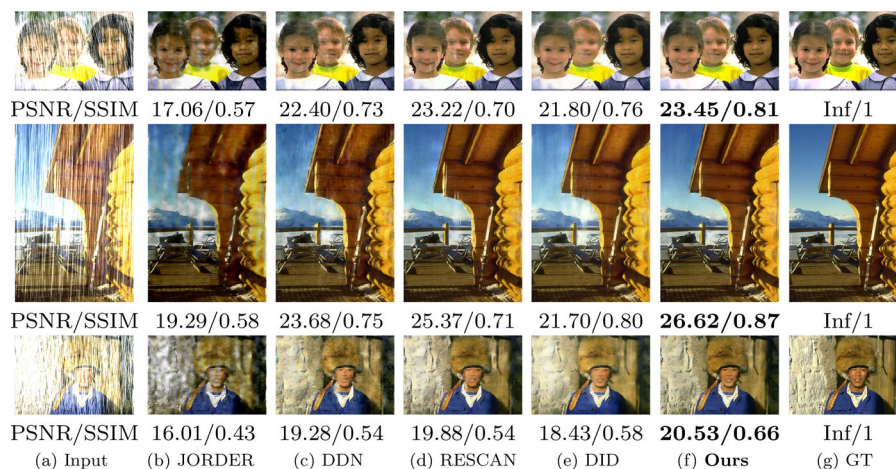 PSNR/SSIM 17.06/0.57 22.40/0.73 23.22/0.70 21.80/0.76 23.45/0.81 Inf/1
PSNR/SSIM 19.29/0.58 23.68/0.75 25.37/0.71 21.70/0.80 26.62/0.87 Inf/1
PSNR/SSIM 16.01/0.43 19.28/0.54 19.88/0.54 18.43/0.58 20.53/0.66 Inf/1
(a) Input (b) JORDER (c) DDN (d) RESCAN (e) DID (f) Ours (g) GT